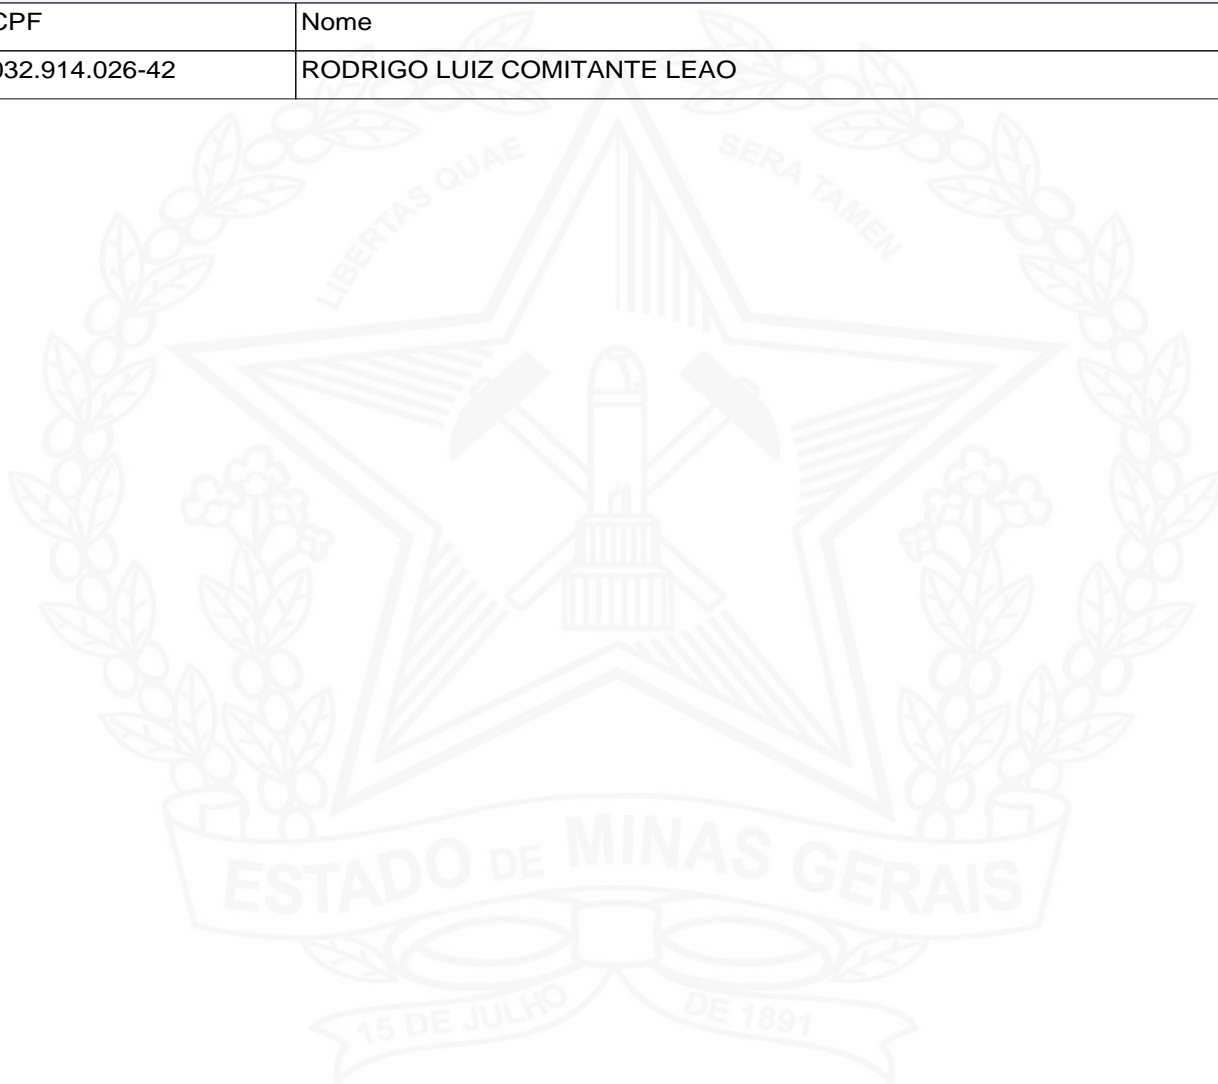 CPF Nome
032.914.026-42 RODRIGO LUIZ COMITANTE LEAO
LIBERTAS QUAE SERA TAMEN
ESTADO DE MINAS GERAIS
15 DE JULHO DE 1891